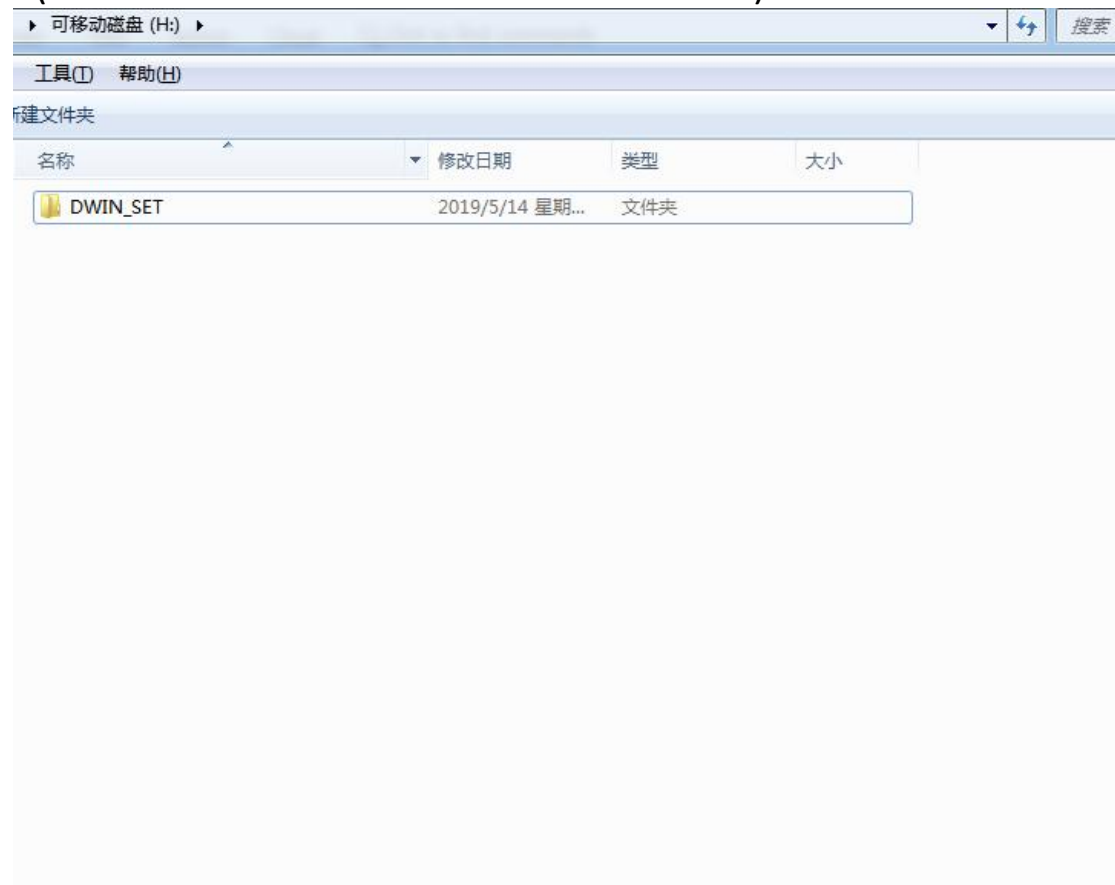 可移动磁盘 (H:)
搜索
工具(T) 帮助(H)
新建文件夹
名称 修改日期 类型 大小
DWIN_SET 2019/5/14 星期... 文件夹